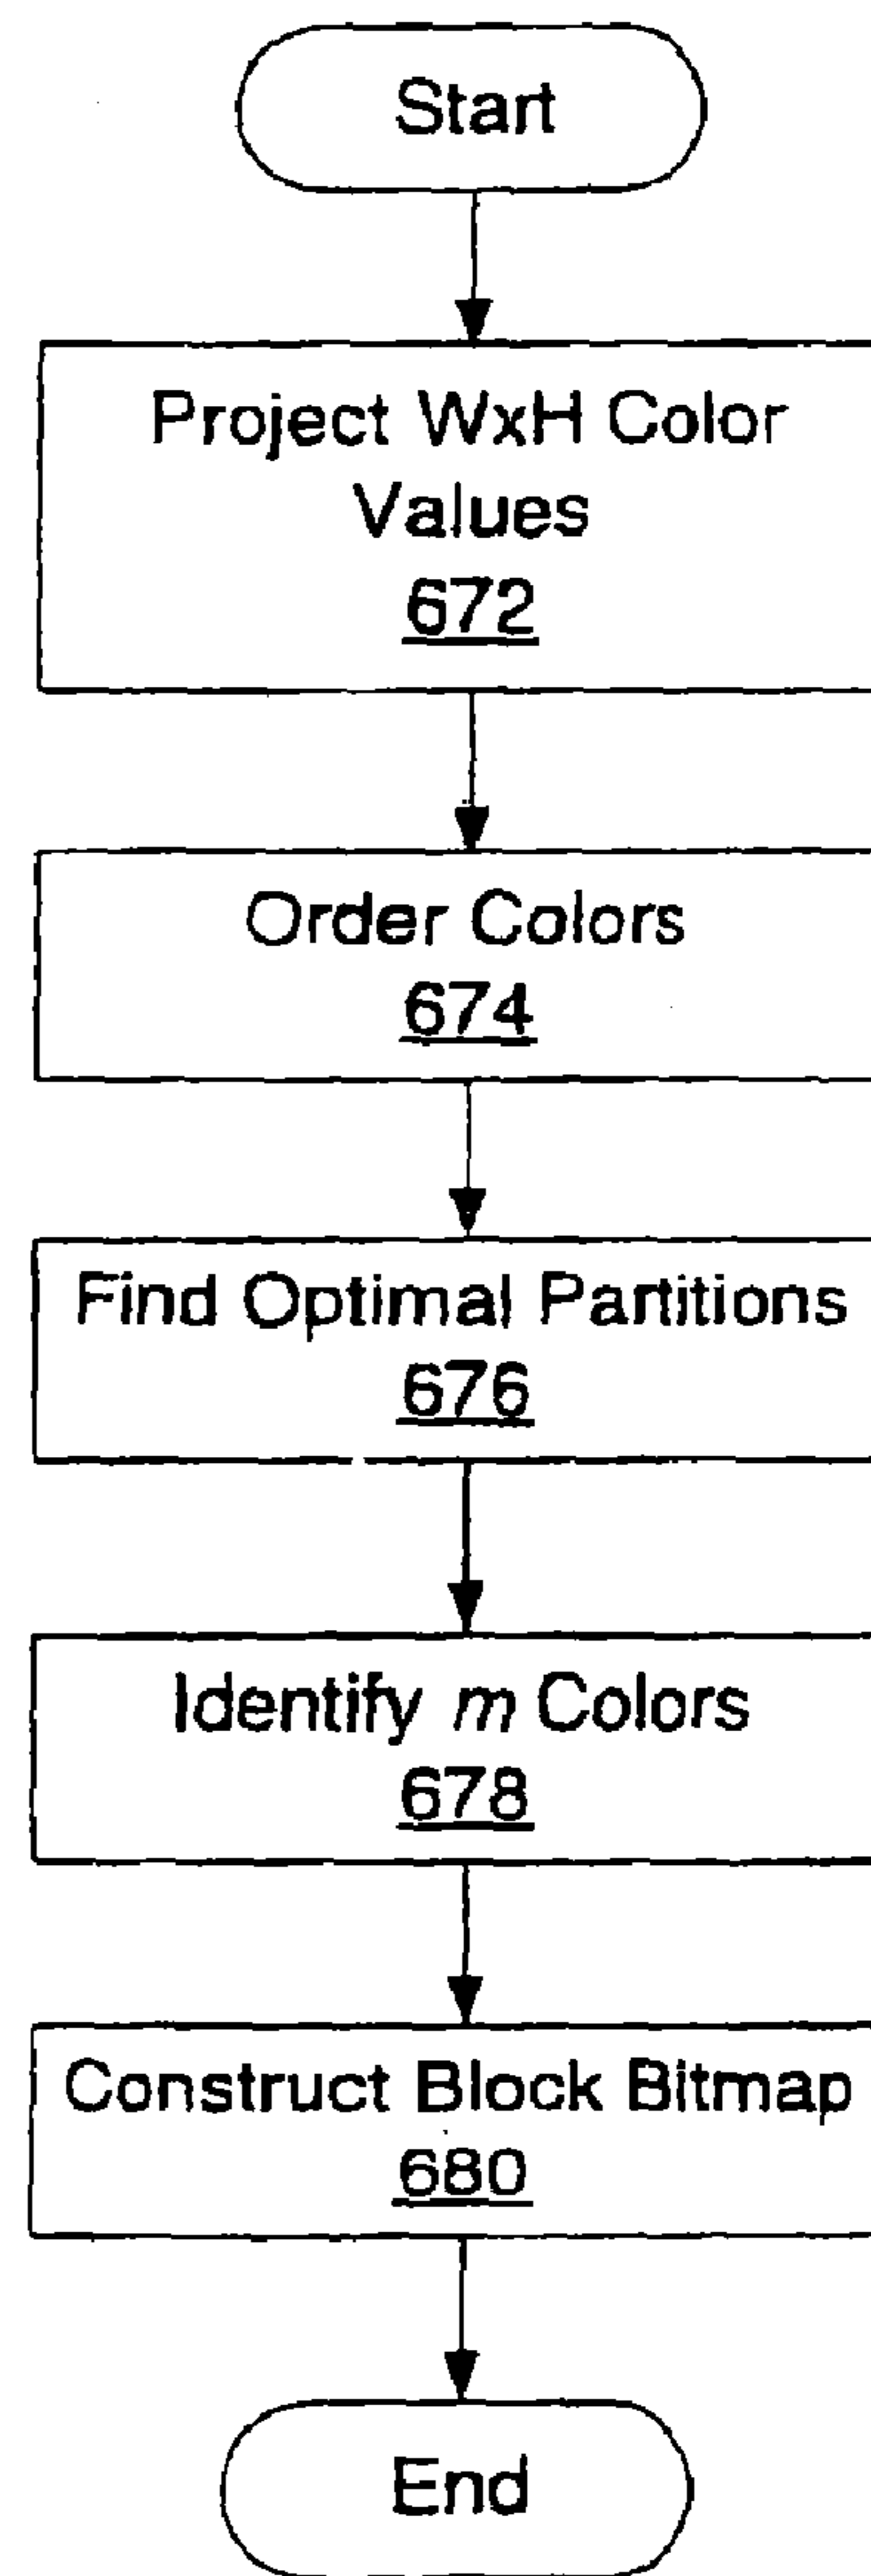 Start
Project WxH Color
Values
672
Order Colors
674
Find Optimal Partitions
676
Identify m Colors
678
Construct Block Bitmap
680
End